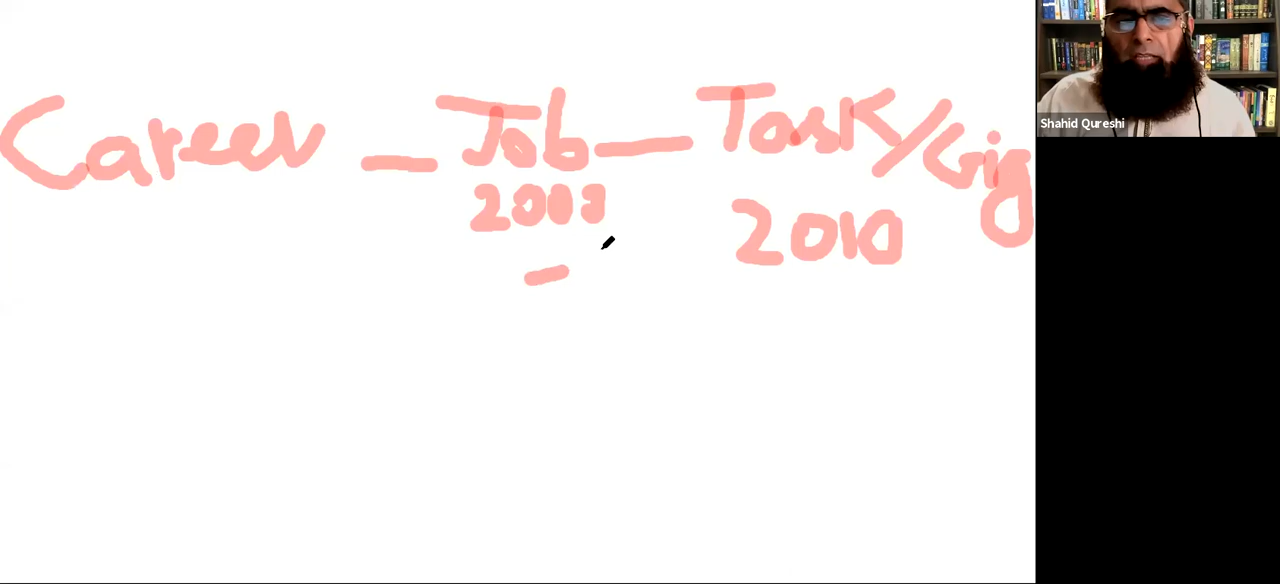 Career — Job — Task/Gig
2008 2010
Shahid Qureshi